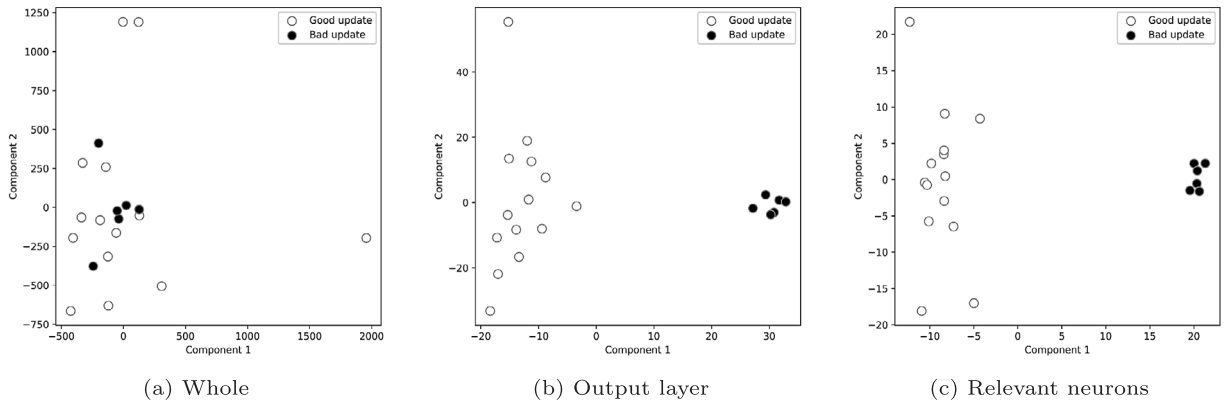 1250
1000
750
500
250
0
−250
−500
−750
Component 2
−500
0
500
1000
1500
2000
Component 1
Good update
Bad update
(a) Whole
40
20
0
−20
Component 2
−20
−10
0
10
20
30
Component 1
Good update
Bad update
(b) Output layer
20
15
10
5
0
−5
−10
−15
−20
Component 2
−10
−5
0
5
10
15
20
Component 1
Good update
Bad update
(c) Relevant neurons